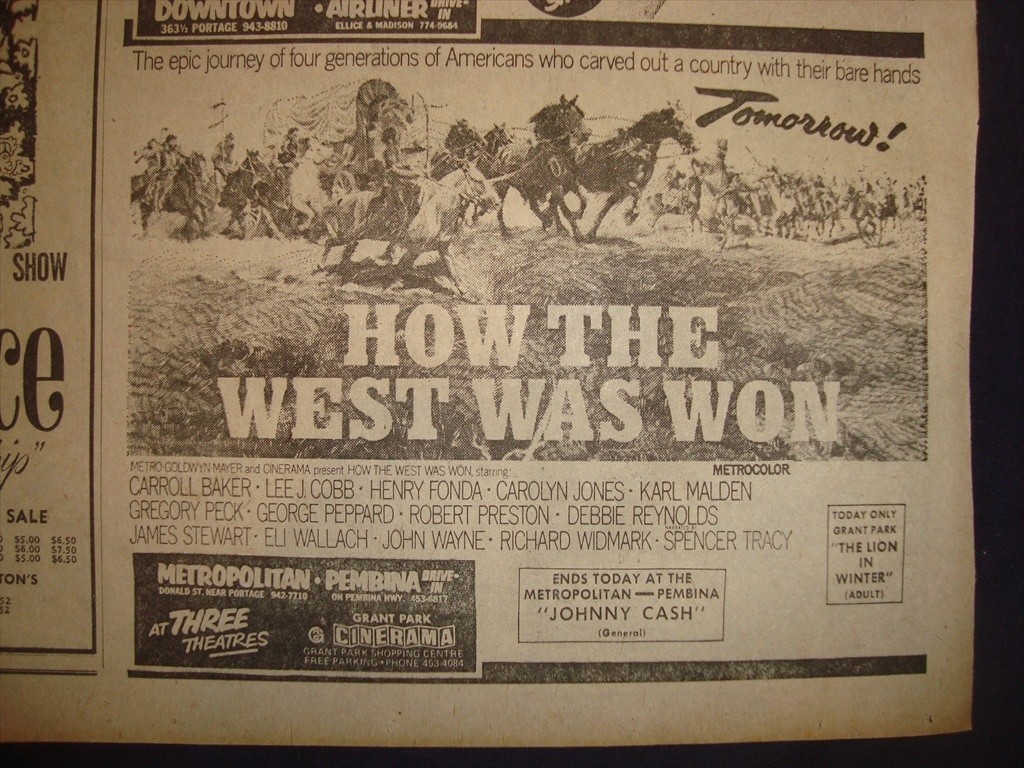 DOWNTOWN · AIRLINER DRIVE-IN
363½ PORTAGE 943-8810 ELLICE & MADISON 774-9684
The epic journey of four generations of Americans who carved out a country with their bare hands
Tomorrow!
HOW THE
WEST WAS WON
METRO-GOLDWYN MAYER and CINERAMA present HOW THE WEST WAS WON, starring:
METROCOLOR
CARROLL BAKER · LEE J. COBB · HENRY FONDA · CAROLYN JONES · KARL MALDEN
GREGORY PECK · GEORGE PEPPARD · ROBERT PRESTON · DEBBIE REYNOLDS
JAMES STEWART · ELI WALLACH · JOHN WAYNE · RICHARD WIDMARK · NARRATED BY SPENCER TRACY
METROPOLITAN · PEMBINA DRIVE-IN
DONALD ST. NEAR PORTAGE 942-7710 ON PEMBINA HWY. 453-6817
AT THREE
THEATRES
GRANT PARK
CINERAMA
GRANT PARK SHOPPING CENTRE
FREE PARKING · PHONE 453-4084
ENDS TODAY AT THE
METROPOLITAN — PEMBINA
"JOHNNY CASH"
(General)
TODAY ONLY
GRANT PARK
"THE LION
IN
WINTER"
(ADULT)
SHOW
ce
ip"
SALE
$5.00 $6.50
$6.00 $7.50
$5.00 $6.50
TON'S
52
52